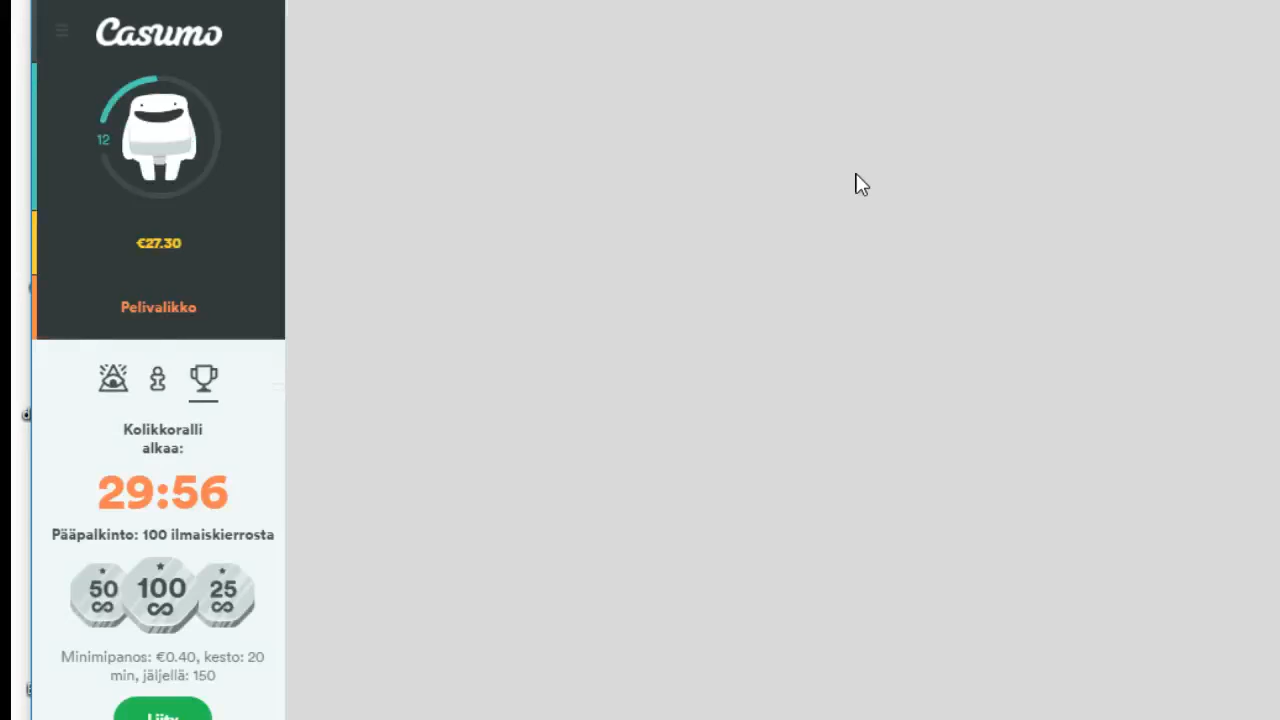 Casumo
12
€27.30
Pelivalikko
Kolikkoralli
alkaa:
29:56
Pääpalkinto: 100 ilmaiskierrosta
50 100 25
Minimipanos: €0.40, kesto: 20
min, jäljellä: 150
Liity